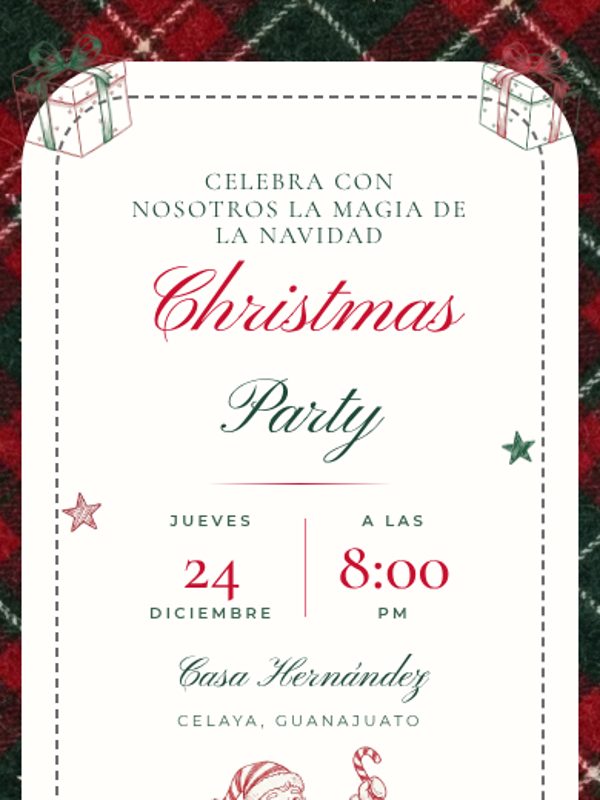 CELEBRA CON
NOSOTROS LA MAGIA DE
LA NAVIDAD
Christmas
Party
JUEVES
24
DICIEMBRE
A LAS
8:00
PM
Casa Hernández
CELAYA, GUANAJUATO